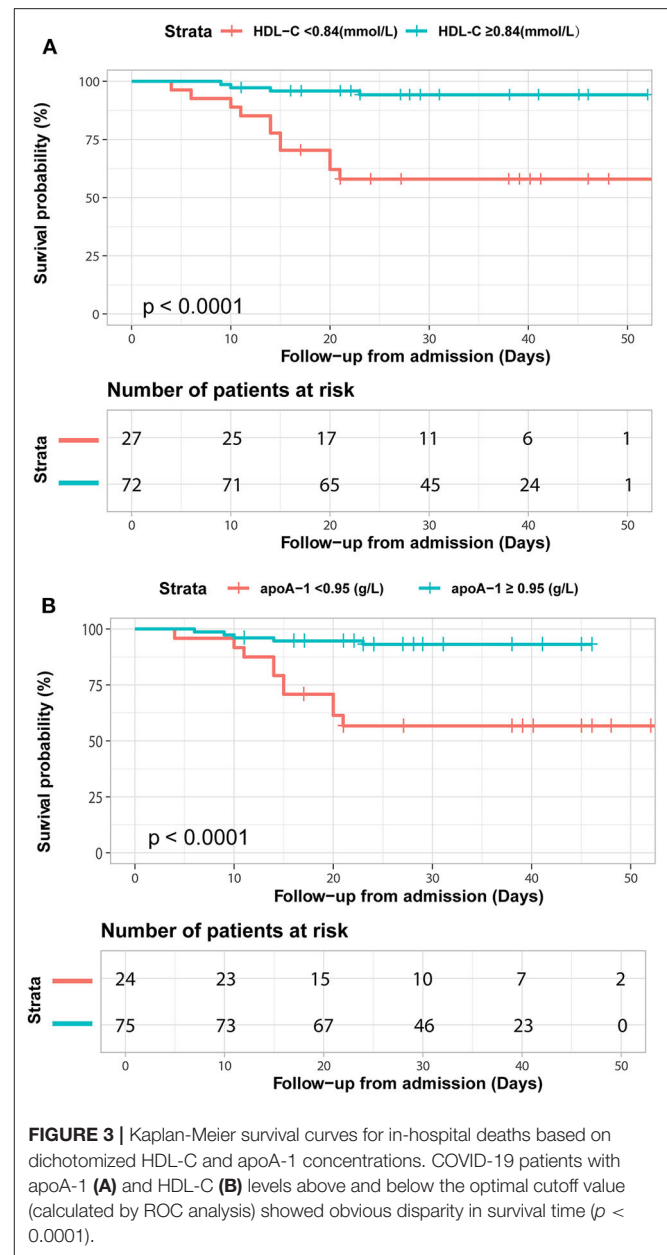 A
Strata HDL−C <0.84(mmol/L) HDL-C ≥0.84(mmol/L)
Survival probability (%)
100
75
50
25
0
p < 0.0001
0 10 20 30 40 50
Follow−up from admission (Days)
Number of patients at risk
Strata
27 25 17 11 6 1
72 71 65 45 24 1
0 10 20 30 40 50
Follow−up from admission (Days)
B
Strata apoA−1 <0.95 (g/L) apoA−1 ≥ 0.95 (g/L)
Survival probability (%)
100
75
50
25
0
p < 0.0001
0 10 20 30 40 50
Follow−up from admission (Days)
Number of patients at risk
Strata
24 23 15 10 7 2
75 73 67 46 23 0
0 10 20 30 40 50
Follow−up from admission (Days)
FIGURE 3 | Kaplan-Meier survival curves for in-hospital deaths based on
dichotomized HDL-C and apoA-1 concentrations. COVID-19 patients with
apoA-1 (A) and HDL-C (B) levels above and below the optimal cutoff value
(calculated by ROC analysis) showed obvious disparity in survival time (p <
0.0001).